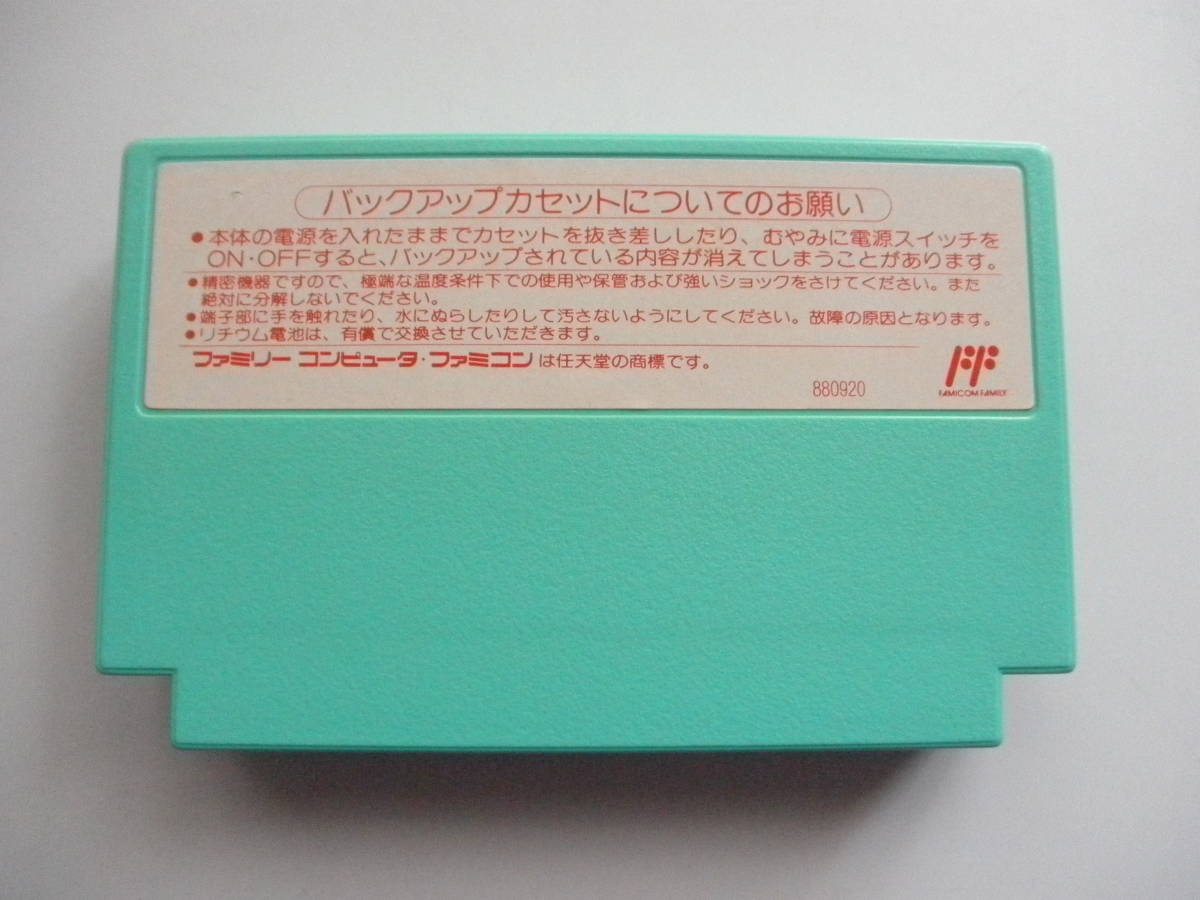 バックアップカセットについてのお願い
●本体の電源を入れたままでカセットを抜き差ししたり、むやみに電源スイッチを
ON・OFFすると、バックアップされている内容が消えてしまうことがあります。
●精密機器ですので、極端な温度条件下での使用や保管および強いショックをさけてください。また
絶対に分解しないでください。
●端子部に手を触れたり、水にぬらしたりして汚さないようにしてください。故障の原因となります。
●リチウム電池は、有償で交換させていただきます。
ファミリー コンピュータ・ファミコンは任天堂の商標です。
880920
FAMICOM FAMILY